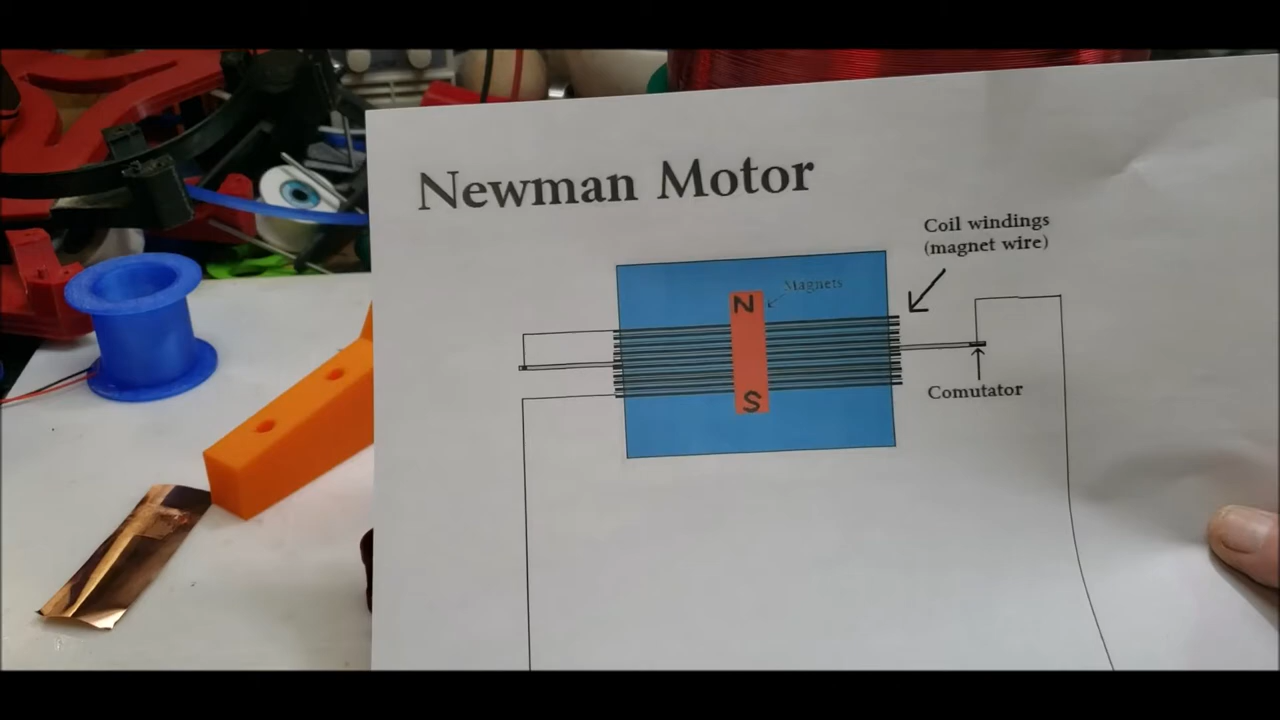 Newman Motor
Coil windings
(magnet wire)
Magnets
N
S
Comutator